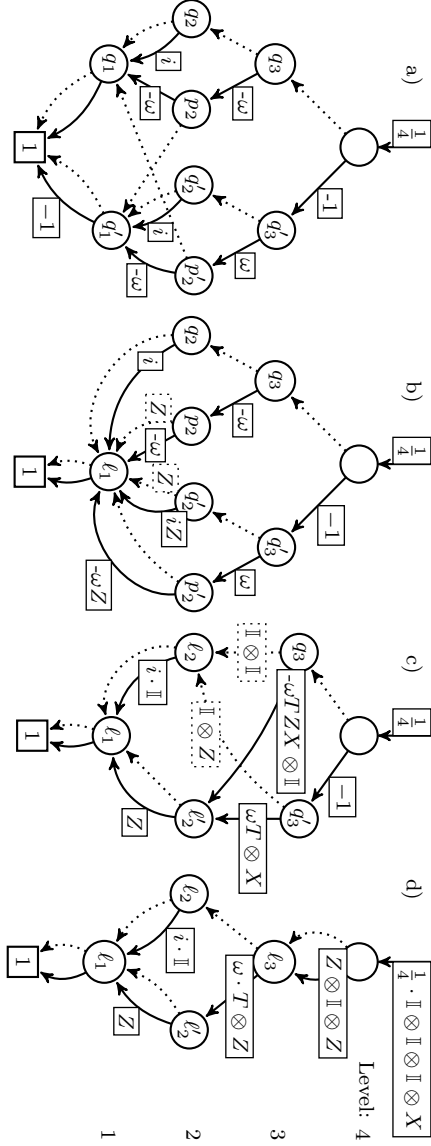 a)
1/4
-1
q₃ q′₃
-ω ω
q₂ p₂ q′₂ p′₂
i -ω i -ω
q₁ q′₁
−1
1
b)
1/4
−1
q₃ q′₃
-ω ω
q₂ p₂ q′₂ p′₂
Z Z
i -ω iZ -ωZ
ℓ₁
1
c)
1/4
−1
q₃ q′₃
𝕀 ⊗ 𝕀
-ωTZX ⊗ 𝕀
𝕀 ⊗ Z
ωT ⊗ X
ℓ₂ ℓ′₂
i · 𝕀 Z
ℓ₁
1
d)
1/4 · 𝕀 ⊗ 𝕀 ⊗ 𝕀 ⊗ X
Level: 4
Z ⊗ 𝕀 ⊗ Z
ℓ₃ 3
ω · T ⊗ Z
ℓ₂ ℓ′₂ 2
i · 𝕀 Z
ℓ₁ 1
1